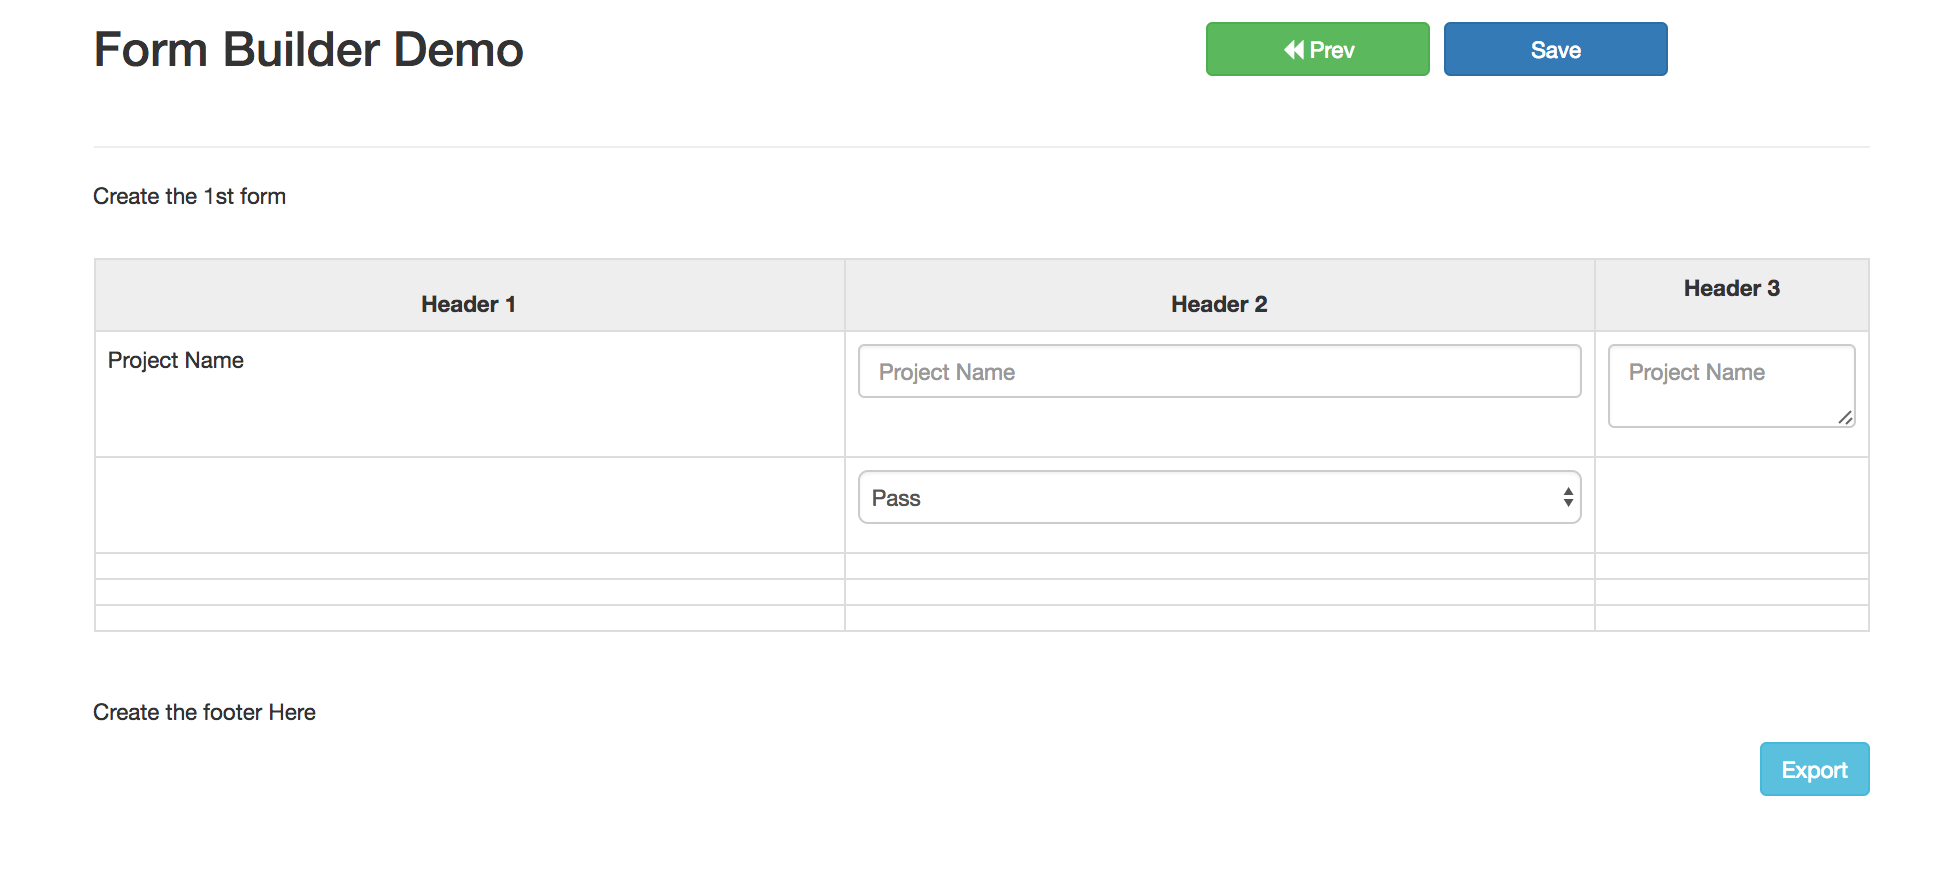 Form Builder Demo
Prev
Save
Create the 1st form
Header 1
Header 2
Header 3
Project Name
Project Name
Project Name
Pass
Create the footer Here
Export